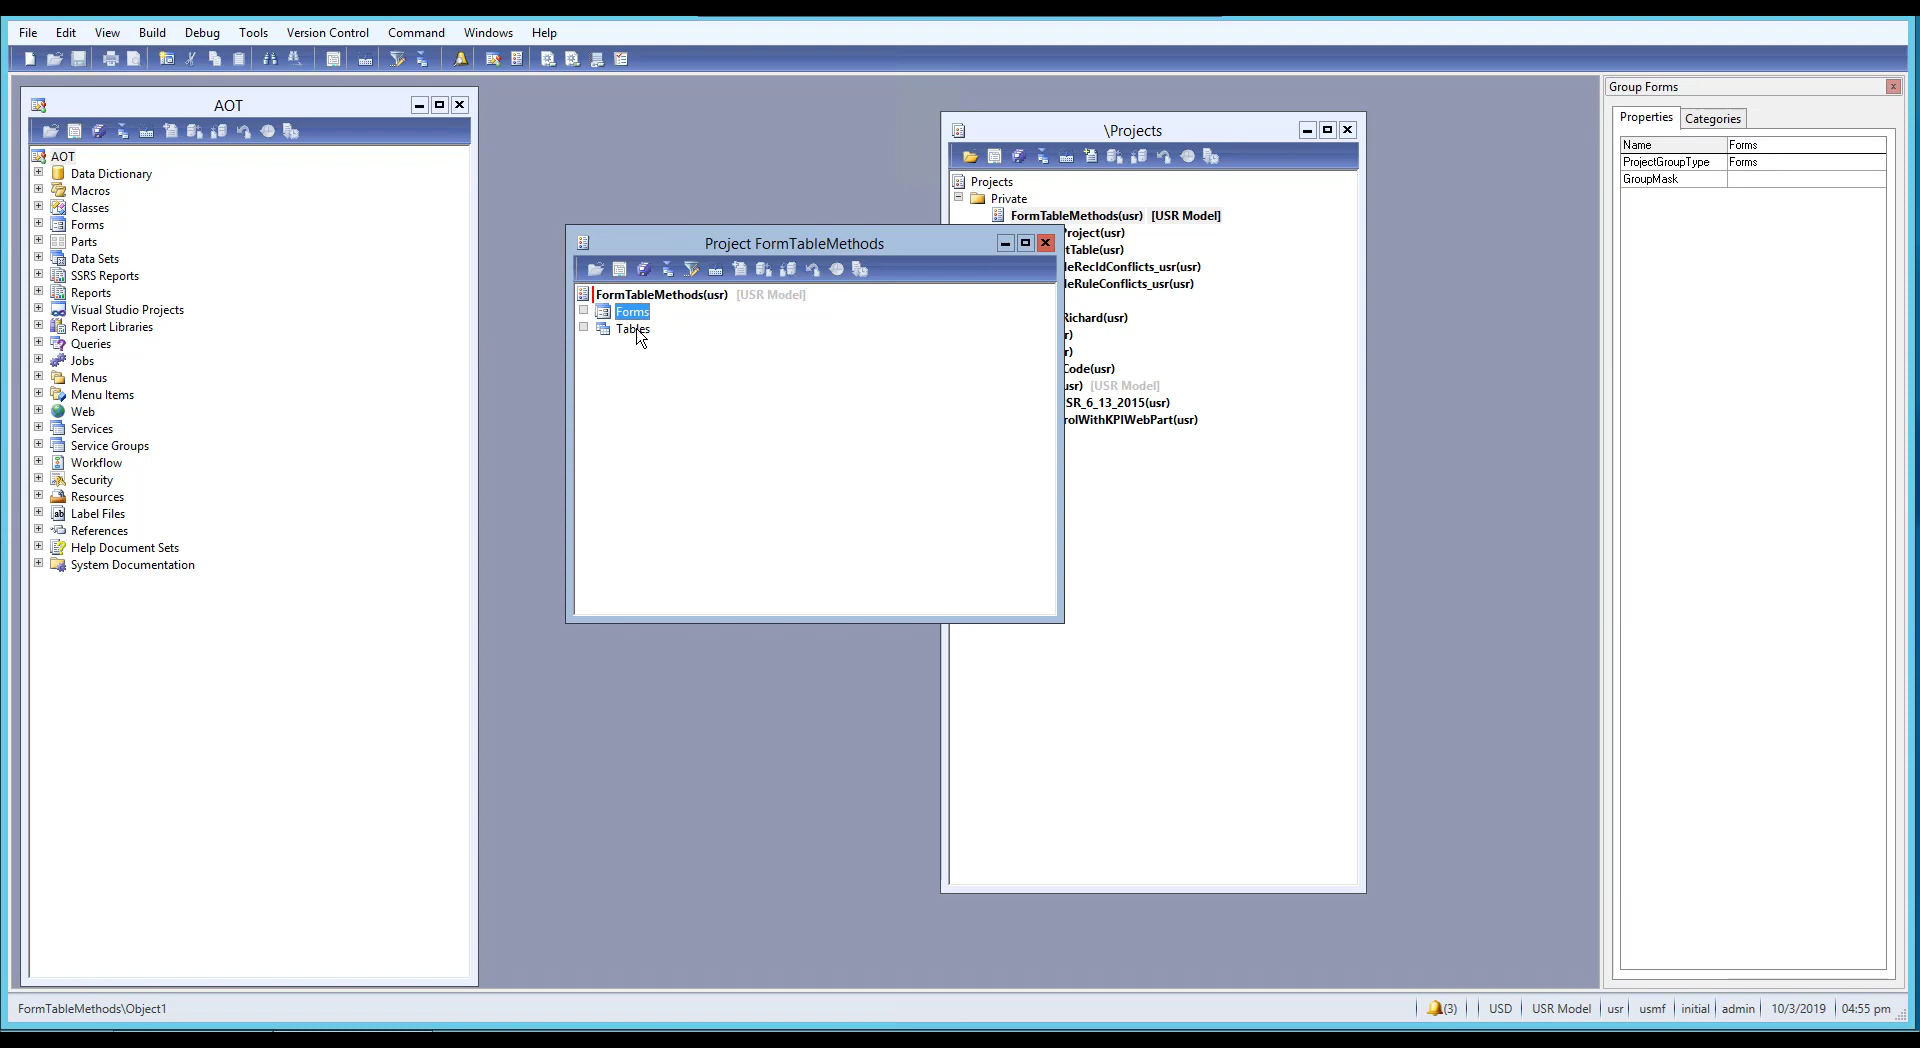 File Edit View Build Debug Tools Version Control Command Windows Help
AOT
AOT
Data Dictionary
Macros
Classes
Forms
Parts
Data Sets
SSRS Reports
Reports
Visual Studio Projects
Report Libraries
Queries
Jobs
Menus
Menu Items
Web
Services
Service Groups
Workflow
Security
Resources
Label Files
References
Help Document Sets
System Documentation
Project FormTableMethods
FormTableMethods(usr) [USR Model]
Forms
Tables
\Projects
Projects
Private
FormTableMethods(usr) [USR Model]
Project(usr)
tTable(usr)
leRecIdConflicts_usr(usr)
leRuleConflicts_usr(usr)
Richard(usr)
r)
r)
Code(usr)
usr) [USR Model]
SR_6_13_2015(usr)
rolWithKPIWebPart(usr)
Group Forms
Properties Categories
Name Forms
ProjectGroupType Forms
GroupMask
FormTableMethods\Object1
(3) USD USR Model usr usmf initial admin 10/3/2019 04:55 pm